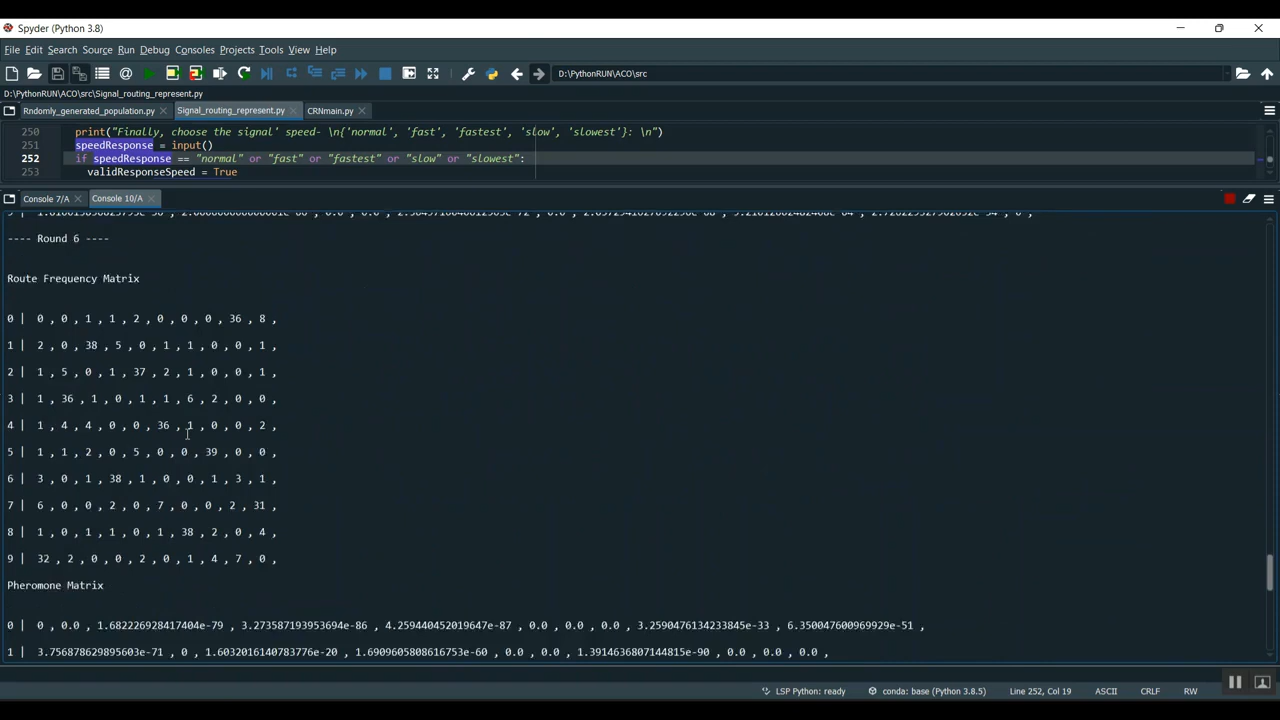 Spyder (Python 3.8)
File Edit Search Source Run Debug Consoles Projects Tools View Help
D:\PythonRUN\ACO\src
D:\PythonRUN\ACO\src\Signal_routing_represent.py
Rndomly_generated_population.py Signal_routing_represent.py CRNmain.py
250 print("Finally, choose the signal' speed- \n{'normal', 'fast', 'fastest', 'slow', 'slowest'}: \n")
251 speedResponse = input()
252 if speedResponse == "normal" or "fast" or "fastest" or "slow" or "slowest":
253 validResponseSpeed = True
Console 7/A Console 10/A
---- Round 6 ----
Route Frequency Matrix
0 | 0 , 0 , 1 , 1 , 2 , 0 , 0 , 0 , 36 , 8 ,
1 | 2 , 0 , 38 , 5 , 0 , 1 , 1 , 0 , 0 , 1 ,
2 | 1 , 5 , 0 , 1 , 37 , 2 , 1 , 0 , 0 , 1 ,
3 | 1 , 36 , 1 , 0 , 1 , 1 , 6 , 2 , 0 , 0 ,
4 | 1 , 4 , 4 , 0 , 0 , 36 , 1 , 0 , 0 , 2 ,
5 | 1 , 1 , 2 , 0 , 5 , 0 , 0 , 39 , 0 , 0 ,
6 | 3 , 0 , 1 , 38 , 1 , 0 , 0 , 1 , 3 , 1 ,
7 | 6 , 0 , 0 , 2 , 0 , 7 , 0 , 0 , 2 , 31 ,
8 | 1 , 0 , 1 , 1 , 0 , 1 , 38 , 2 , 0 , 4 ,
9 | 32 , 2 , 0 , 0 , 2 , 0 , 1 , 4 , 7 , 0 ,
Pheromone Matrix
0 | 0 , 0.0 , 1.682226928417404e-79 , 3.273587193953694e-86 , 4.259440452019647e-87 , 0.0 , 0.0 , 0.0 , 3.2590476134233845e-33 , 6.350047600969929e-51 ,
1 | 3.756878629895603e-71 , 0 , 1.6032016140783776e-20 , 1.6909605808616753e-60 , 0.0 , 0.0 , 1.3914636807144815e-90 , 0.0 , 0.0 , 0.0 ,
LSP Python: ready conda: base (Python 3.8.5) Line 252, Col 19 ASCII CRLF RW